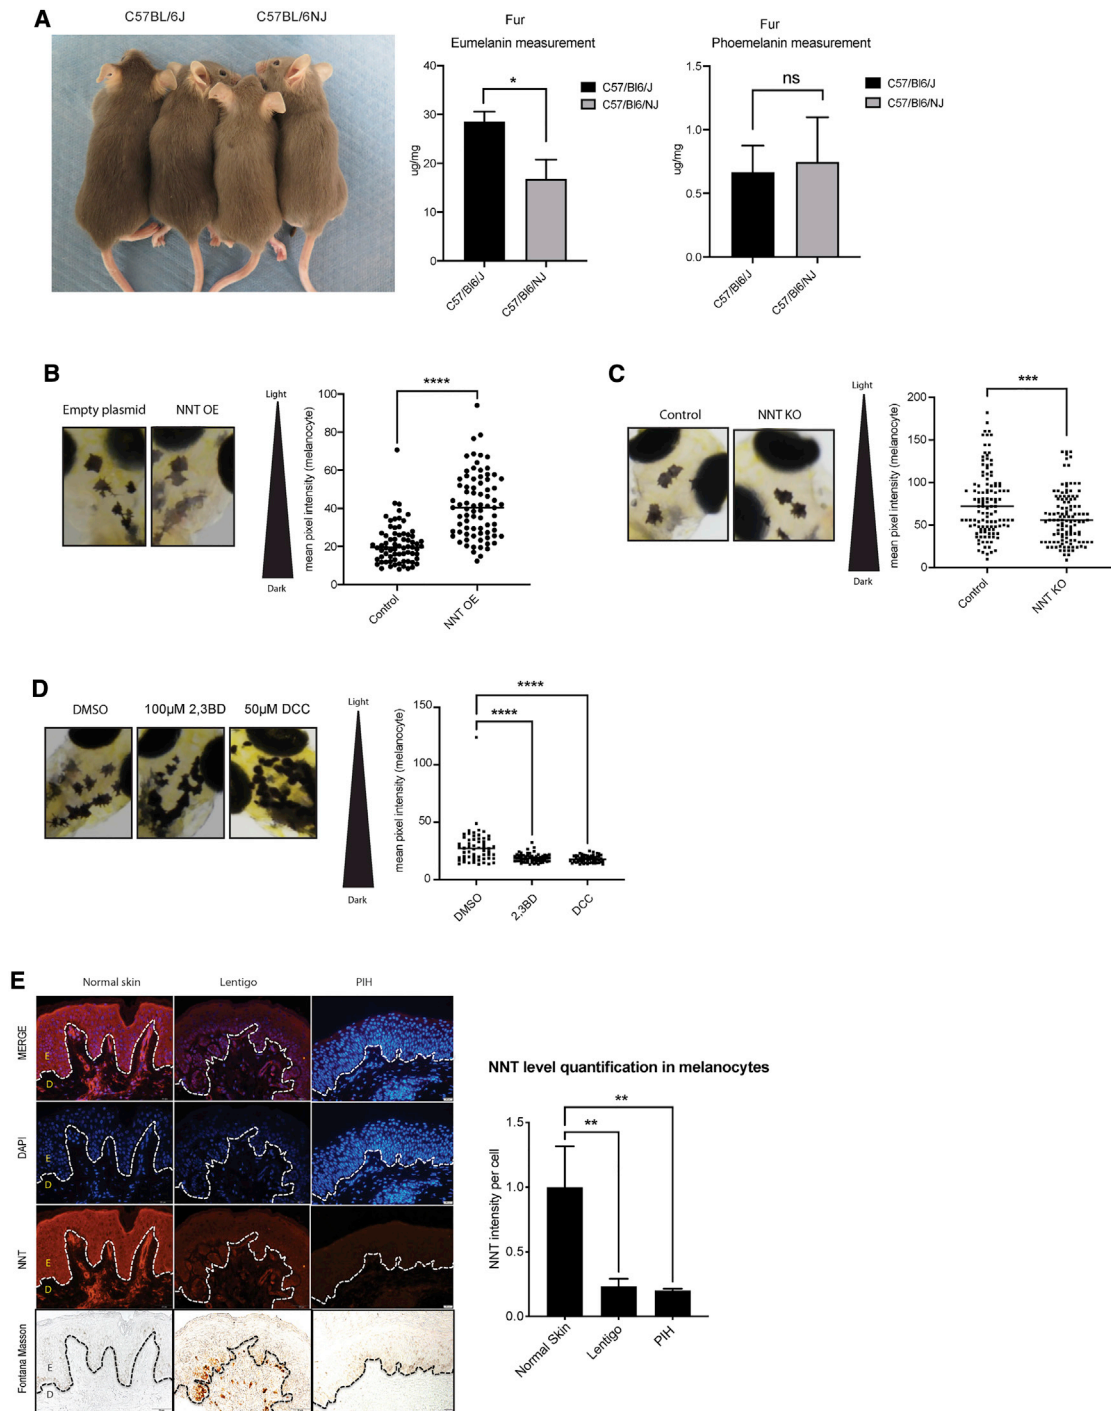 A
C57BL/6J C57BL/6NJ
Fur
Eumelanin measurement
40
30
20
10
0
ug/mg
*
C57/Bl6/J
C57/Bl6/NJ
C57/Bl6/J
C57/Bl6/NJ
Fur
Phoemelanin measurement
1.5
1.0
0.5
0.0
ug/mg
ns
C57/Bl6/J
C57/Bl6/NJ
C57/Bl6/J
C57/Bl6/NJ
B
Empty plasmid NNT OE
Light
Dark
mean pixel intensity (melanocyte)
100
80
60
40
20
0
****
Control
NNT OE
C
Control NNT KO
Light
Dark
mean pixel intensity (melanocyte)
200
150
100
50
0
***
Control
NNT KO
D
DMSO 100μM 2,3BD 50μM DCC
Light
Dark
mean pixel intensity (melanocyte)
150
100
50
0
****
****
DMSO
2,3BD
DCC
E
Normal skin Lentigo PIH
MERGE
E
D
DAPI
E
D
NNT
E
D
Fontana Masson
E
D
NNT level quantification in melanocytes
NNT intensity per cell
1.5
1.0
0.5
0.0
**
**
Normal Skin
Lentigo
PIH